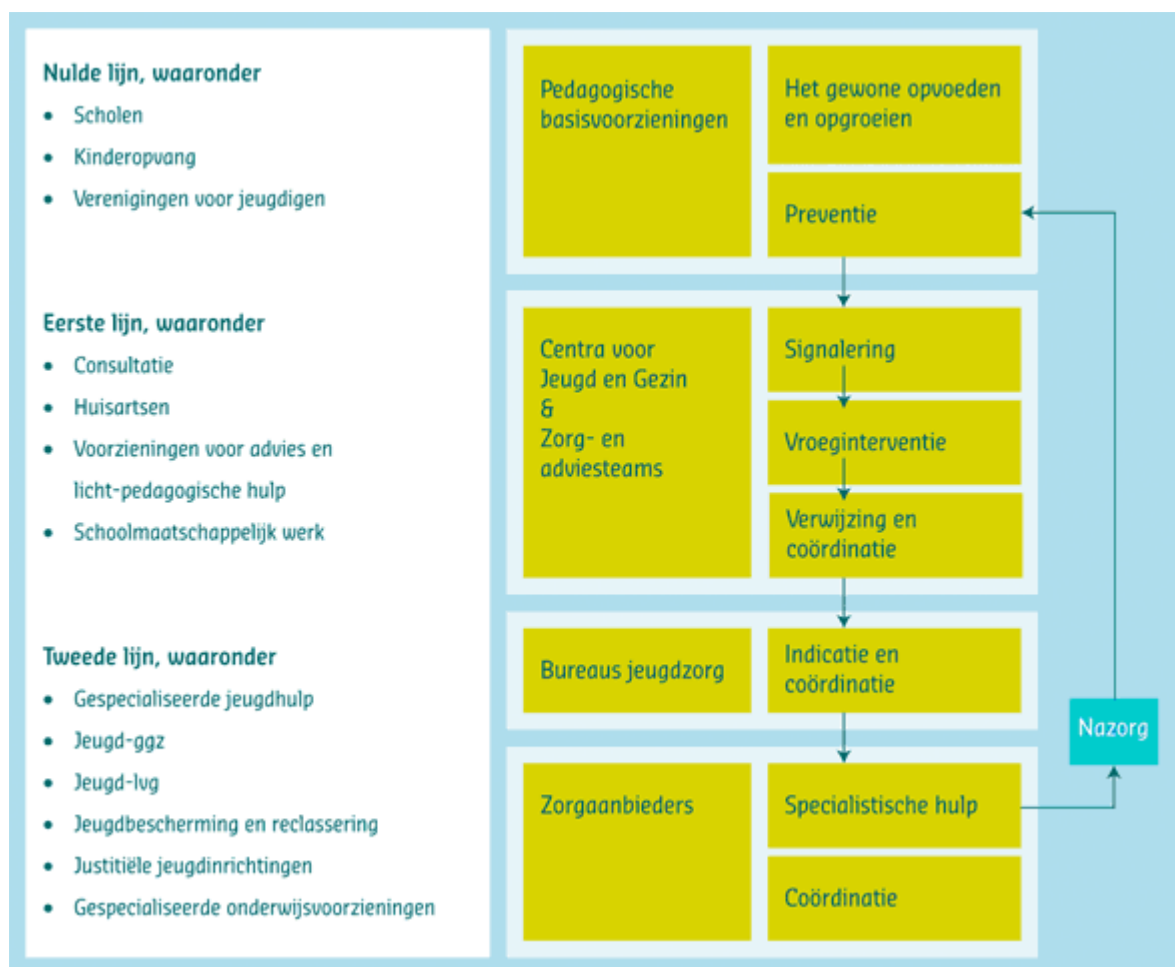 Nulde lijn, waaronder
• Scholen
• Kinderopvang
• Verenigingen voor jeugdigen
Eerste lijn, waaronder
• Consultatie
• Huisartsen
• Voorzieningen voor advies en
licht-pedagogische hulp
• Schoolmaatschappelijk werk
Tweede lijn, waaronder
• Gespecialiseerde jeugdhulp
• Jeugd-ggz
• Jeugd-lvg
• Jeugdbescherming en reclassering
• Justitiële jeugdinrichtingen
• Gespecialiseerde onderwijsvoorzieningen
Pedagogische
basisvoorzieningen
Het gewone opvoeden
en opgroeien
Preventie
Centra voor
Jeugd en Gezin
&
Zorg- en
adviesteams
Signalering
Vroeginterventie
Verwijzing en
coördinatie
Bureaus jeugdzorg
Indicatie en
coördinatie
Zorgaanbieders
Specialistische hulp
Coördinatie
Nazorg